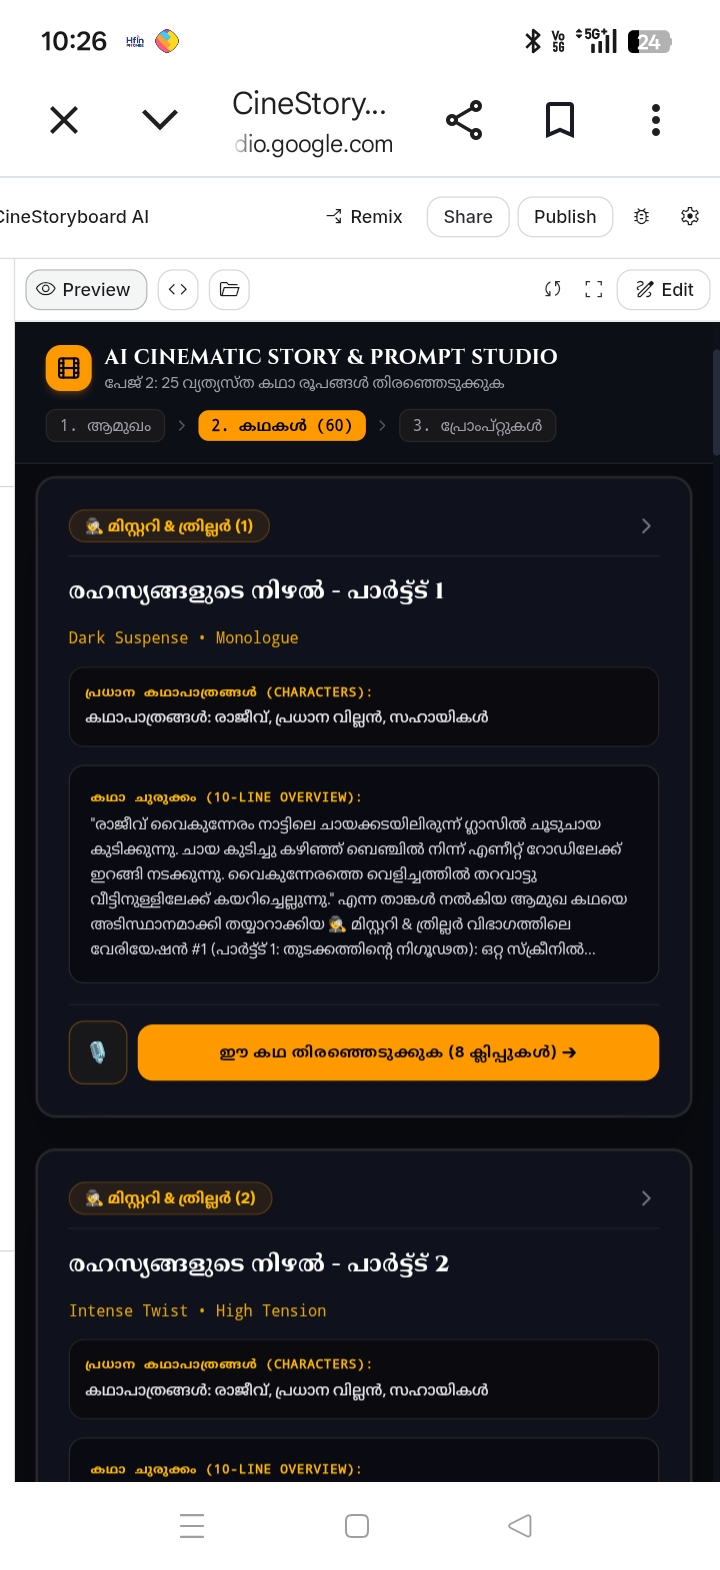 10:26
Vo
5G
5G+
24
CineStory...
dio.google.com
CineStoryboard AI
Remix
Share
Publish
Preview
Edit
AI CINEMATIC STORY & PROMPT STUDIO
പേജ് 2: 25 വ്യത്യസ്ത കഥാ രൂപങ്ങൾ തിരഞ്ഞെടുക്കുക
1. ആമുഖം
2. കഥകൾ (60)
3. പ്രോംപ്റ്റുകൾ
🕵️ മിസ്റ്ററി & ത്രില്ലർ (1)
രഹസ്യങ്ങളുടെ നിഴൽ - പാർട്ട്ട് 1
Dark Suspense • Monologue
പ്രധാന കഥാപാത്രങ്ങൾ (CHARACTERS):
കഥാപാത്രങ്ങൾ: രാജീവ്, പ്രധാന വില്ലൻ, സഹായികൾ
കഥാ ചുരുക്കം (10-LINE OVERVIEW):
"രാജീവ് വൈകുന്നേരം നാട്ടിലെ ചായക്കടയിലിരുന്ന് ഗ്ലാസിൽ ചൂടുചായ
കുടിക്കുന്നു. ചായ കുടിച്ചു കഴിഞ്ഞ് ബെഞ്ചിൽ നിന്ന് എണീറ്റ് റോഡിലേക്ക്
ഇറങ്ങി നടക്കുന്നു. വൈകുന്നേരത്തെ വെളിച്ചത്തിൽ തറവാട്ടു
വീട്ടിനുള്ളിലേക്ക് കയറിച്ചെല്ലുന്നു." എന്ന താങ്കൾ നൽകിയ ആമുഖ കഥയെ
അടിസ്ഥാനമാക്കി തയ്യാറാക്കിയ 🕵️ മിസ്റ്ററി & ത്രില്ലർ വിഭാഗത്തിലെ
വേരിയേഷൻ #1 (പാർട്ട്ട് 1: തുടക്കത്തിന്റെ നിഗൂഢത): ഒറ്റ സ്ക്രീനിൽ...
ഈ കഥ തിരഞ്ഞെടുക്കുക (8 ക്ലിപ്പുകൾ) →
🕵️ മിസ്റ്ററി & ത്രില്ലർ (2)
രഹസ്യങ്ങളുടെ നിഴൽ - പാർട്ട്ട് 2
Intense Twist • High Tension
പ്രധാന കഥാപാത്രങ്ങൾ (CHARACTERS):
കഥാപാത്രങ്ങൾ: രാജീവ്, പ്രധാന വില്ലൻ, സഹായികൾ
കഥാ ചുരുക്കം (10-LINE OVERVIEW):